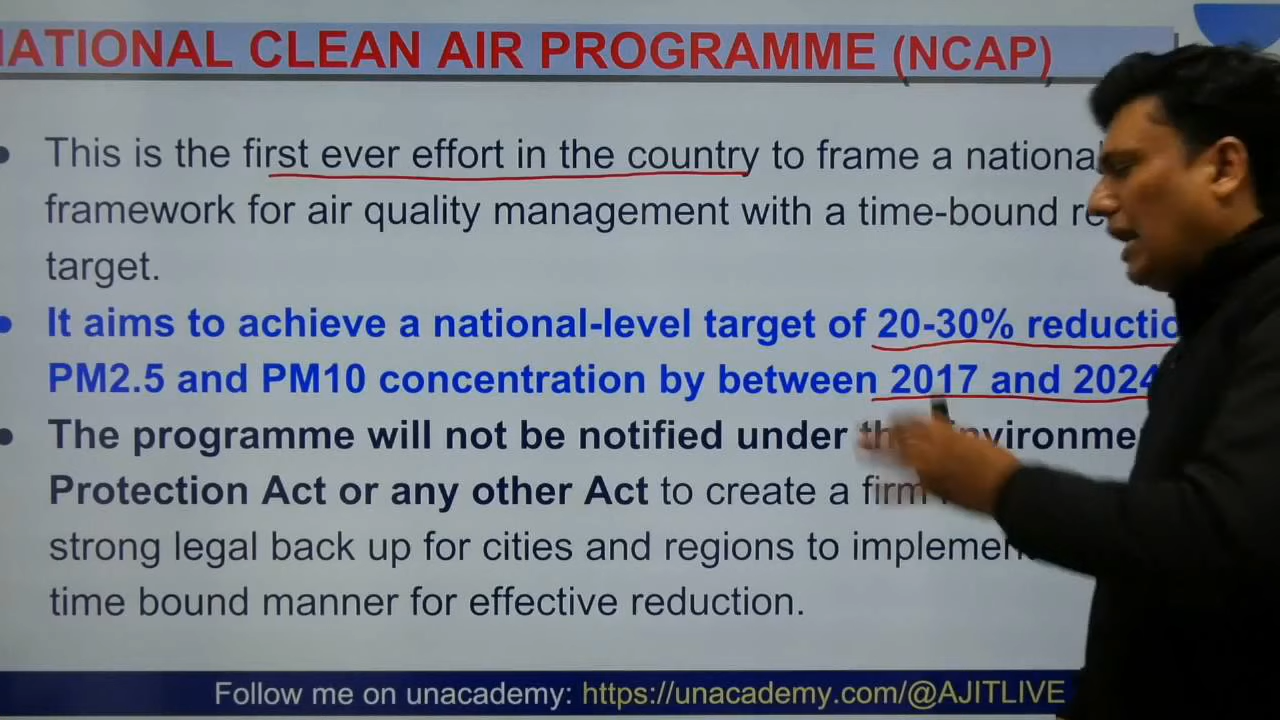 NATIONAL CLEAN AIR PROGRAMME (NCAP)
• This is the first ever effort in the country to frame a national
framework for air quality management with a time-bound
target.
• It aims to achieve a national-level target of 20-30%
PM2.5 and PM10 concentration by between 2017 and 2024
• The programme will not be notified under the
Protection Act or any other Act to create a firm
strong legal back up for cities and regions to
time bound manner for effective reduction.
Follow me on unacademy: https://unacademy.com/@AJITLIVE